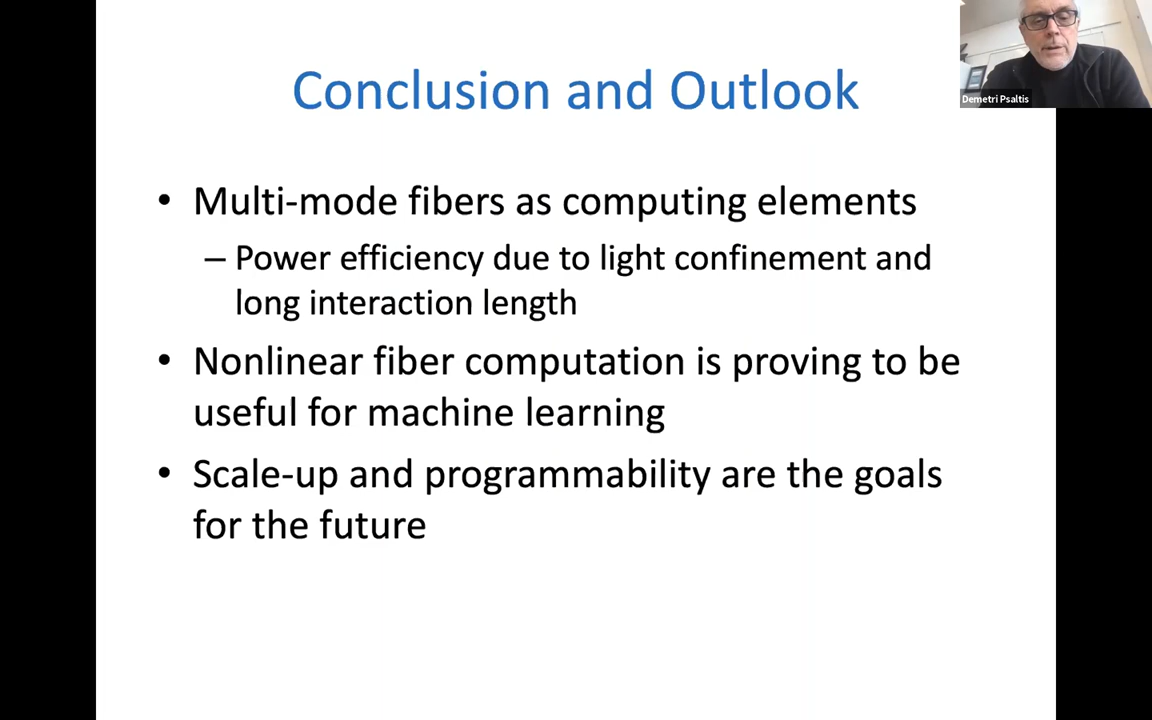 Conclusion and Outlook
Demetri Psaltis
• Multi-mode fibers as computing elements
– Power efficiency due to light confinement and
long interaction length
• Nonlinear fiber computation is proving to be
useful for machine learning
• Scale-up and programmability are the goals
for the future